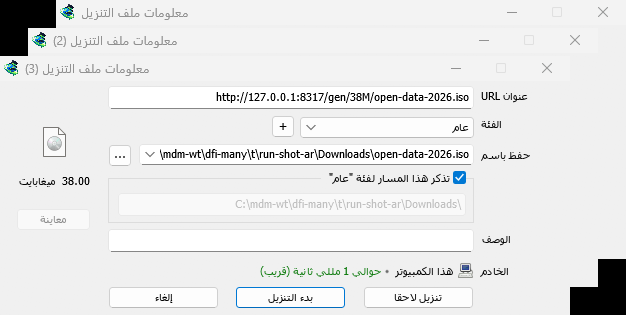 معلومات ملف التنزيل
معلومات ملف التنزيل (2)
معلومات ملف التنزيل (3)
عنوان URL
http://127.0.0.1:8317/gen/38M/open-data-2026.iso
الفئة
عام
+
حفظ باسم
\mdm-wt\dfi-many\t\run-shot-ar\Downloads\open-data-2026.iso
...
تذكر هذا المسار لفئة "عام"
C:\mdm-wt\dfi-many\t\run-shot-ar\Downloads\
38.00 ميغابايت
معاينة
الوصف
الخادم
هذا الكمبيوتر • حوالي 1 مللي ثانية (قريب)
تنزيل لاحقا
بدء التنزيل
إلغاء